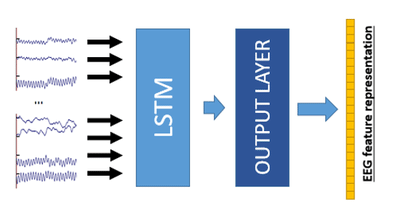 ...
LSTM
OUTPUT LAYER
EEG feature representation